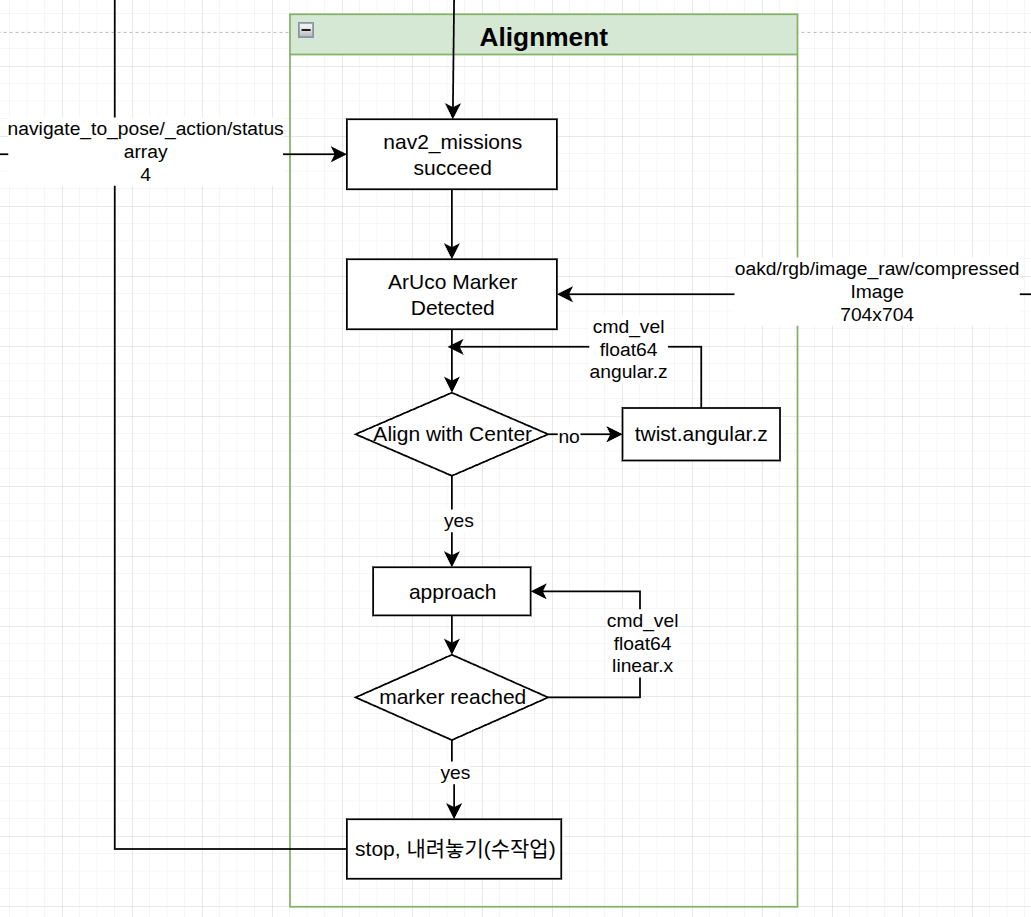 Alignment
navigate_to_pose/_action/status
array
4
nav2_missions
succeed
ArUco Marker
Detected
oakd/rgb/image_raw/compressed
Image
704x704
cmd_vel
float64
angular.z
Align with Center
no
twist.angular.z
yes
approach
cmd_vel
float64
linear.x
marker reached
yes
stop, 내려놓기(수작업)